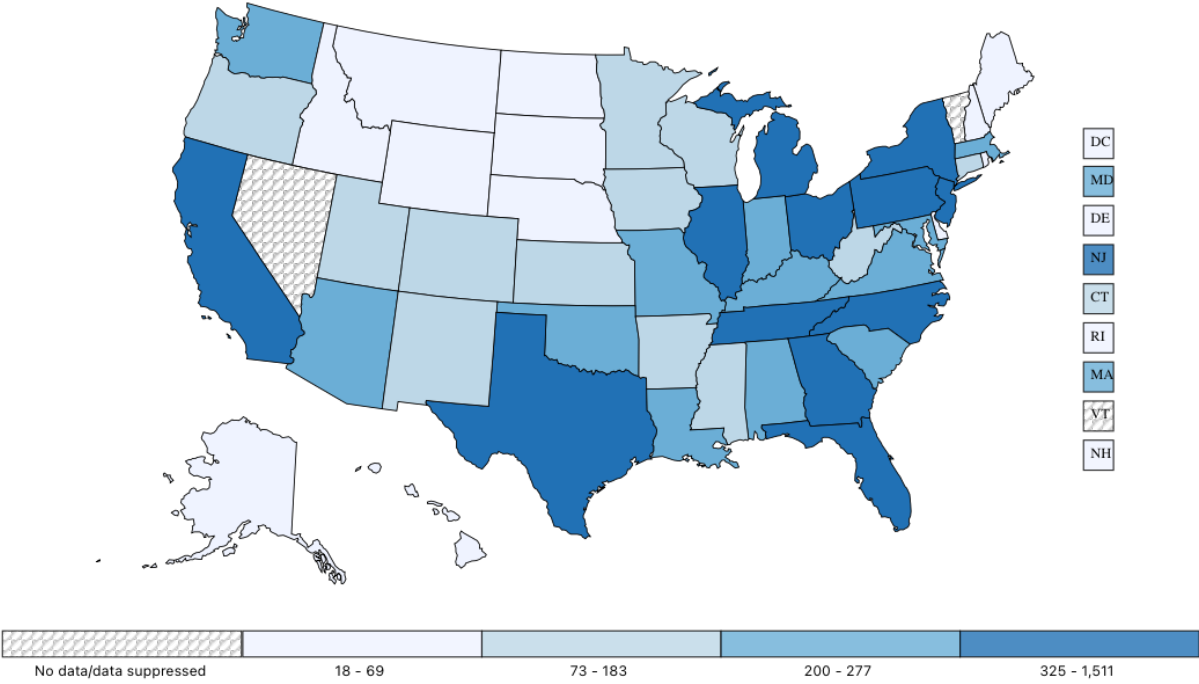 DC
MD
DE
NJ
CT
RI
MA
VT
NH
No data/data suppressed
18 - 69
73 - 183
200 - 277
325 - 1,511